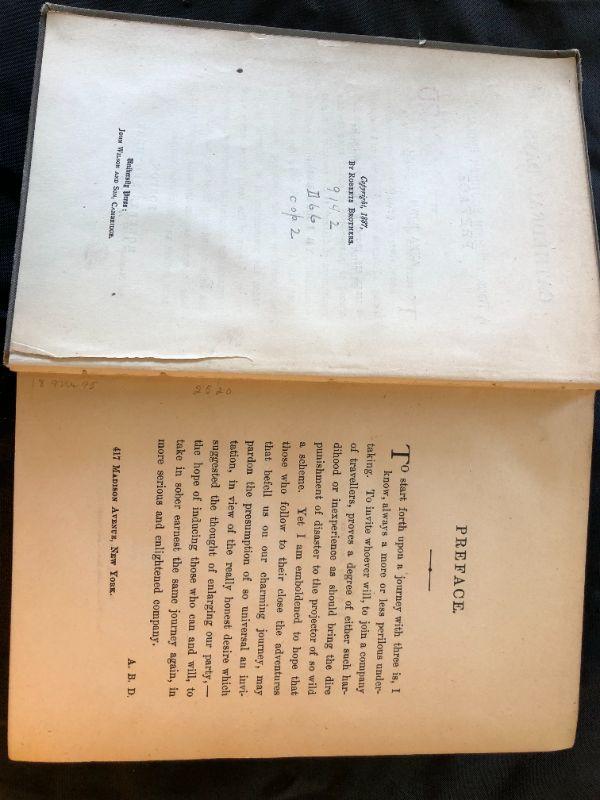 Copyright, 1887,
BY ROBERTS BROTHERS.
914.2
D66
cop 2
University Press:
JOHN WILSON AND SON, CAMBRIDGE.
2520
PREFACE.
To start forth upon a journey with three is, I
know, always a more or less perilous under-
taking. To invite whoever will, to join a company
of travellers, proves a degree of either such har-
dihood or inexperience as should bring the dire
punishment of disaster to the projector of so wild
a scheme. Yet I am emboldened to hope that
those who follow to their close the adventures
that befell us on our charming journey, may
pardon the presumption of so universal an invi-
tation, in view of the really honest desire which
suggested the thought of enlarging our party,—
the hope of inducing those who can and will, to
take in sober earnest the same journey again, in
more serious and enlightened company.
A. B. D.
417 MADISON AVENUE, NEW YORK.